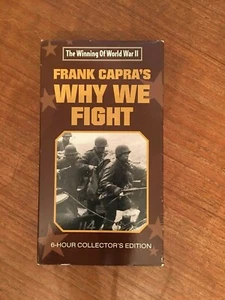 The Winning Of World War II
FRANK CAPRA'S
WHY WE
FIGHT
6-HOUR COLLECTOR'S EDITION